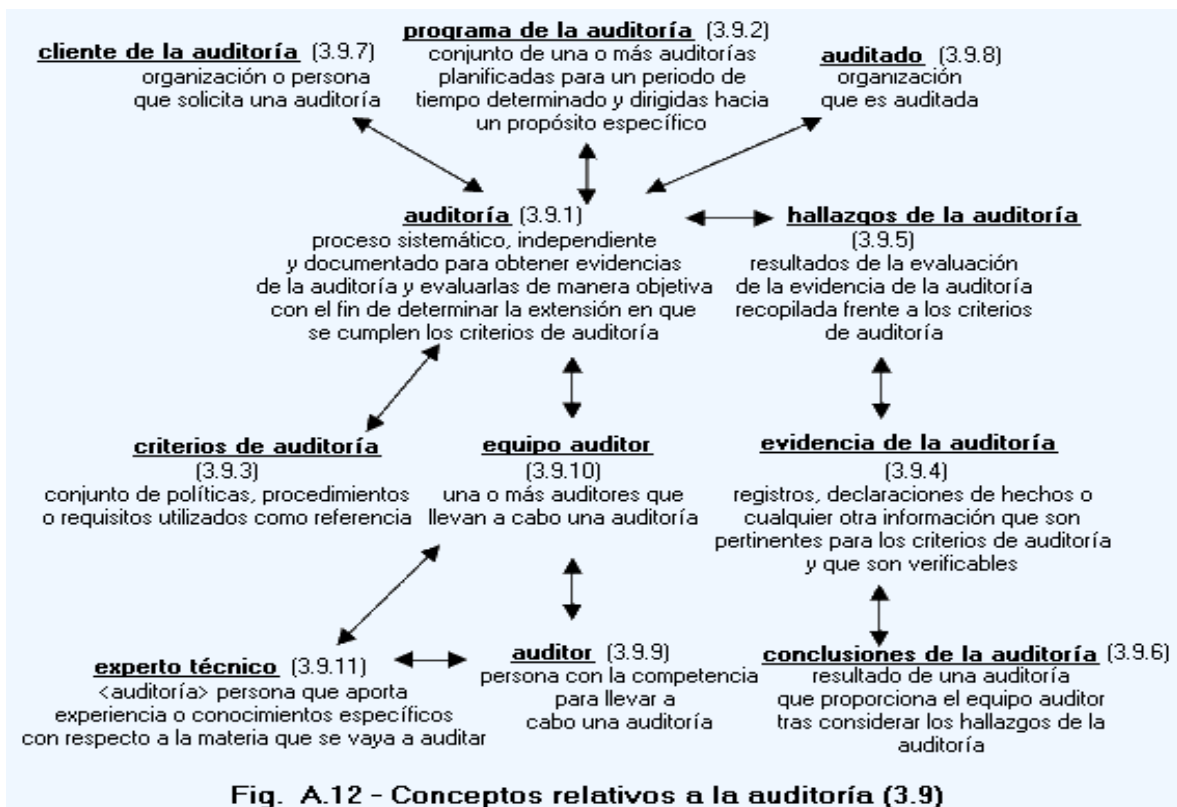 cliente de la auditoría (3.9.7)
organización o persona
que solicita una auditoría
programa de la auditoría (3.9.2)
conjunto de una o más auditorías
planificadas para un periodo de
tiempo determinado y dirigidas hacia
un propósito específico
auditado (3.9.8)
organización
que es auditada
auditoría (3.9.1)
proceso sistemático, independiente
y documentado para obtener evidencias
de la auditoría y evaluarlas de manera objetiva
con el fin de determinar la extensión en que
se cumplen los criterios de auditoría
hallazgos de la auditoría
(3.9.5)
resultados de la evaluación
de la evidencia de la auditoría
recopilada frente a los criterios
de auditoría
criterios de auditoría
(3.9.3)
conjunto de políticas, procedimientos
o requisitos utilizados como referencia
equipo auditor
(3.9.10)
una o más auditores que
llevan a cabo una auditoría
evidencia de la auditoría
(3.9.4)
registros, declaraciones de hechos o
cualquier otra información que son
pertinentes para los criterios de auditoría
y que son verificables
experto técnico (3.9.11)
<auditoría> persona que aporta
experiencia o conocimientos específicos
con respecto a la materia que se vaya a auditar
auditor (3.9.9)
persona con la competencia
para llevar a
cabo una auditoría
conclusiones de la auditoría (3.9.6)
resultado de una auditoría
que proporciona el equipo auditor
tras considerar los hallazgos de la
auditoría
Fig. A.12 - Conceptos relativos a la auditoría (3.9)